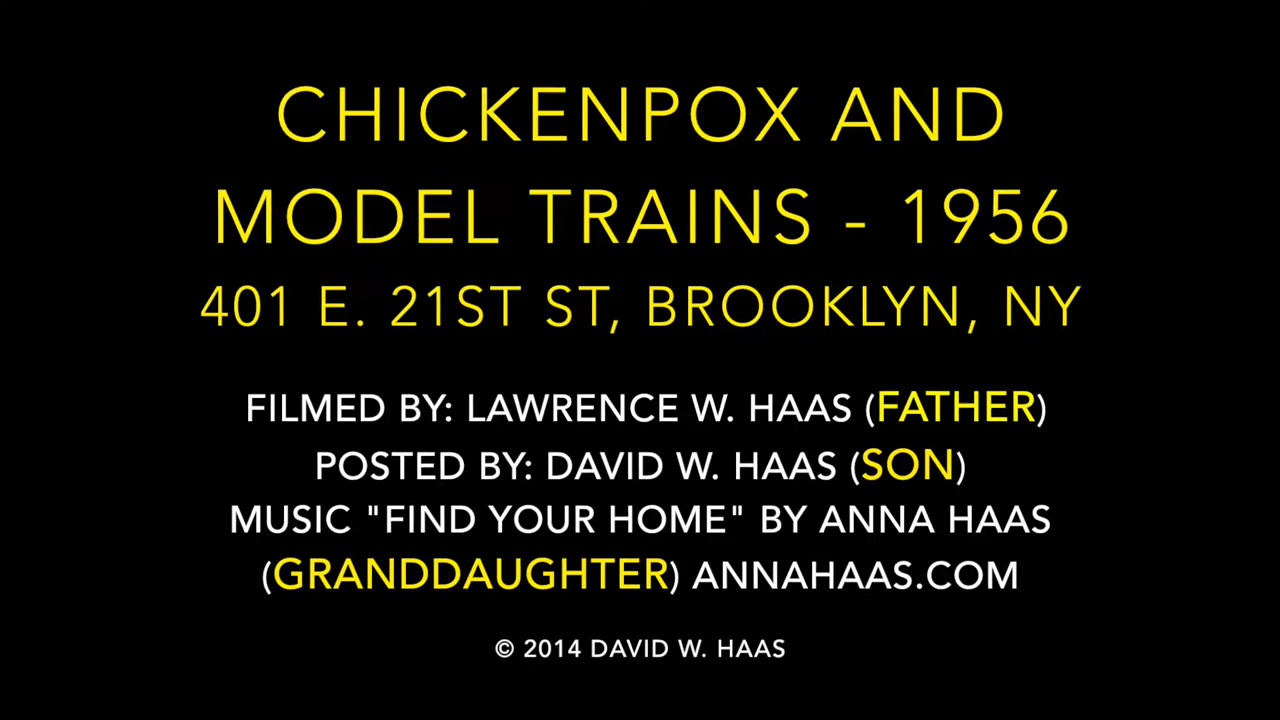 CHICKENPOX AND
MODEL TRAINS - 1956
401 E. 21ST ST, BROOKLYN, NY
FILMED BY: LAWRENCE W. HAAS (FATHER)
POSTED BY: DAVID W. HAAS (SON)
MUSIC "FIND YOUR HOME" BY ANNA HAAS
(GRANDDAUGHTER) ANNAHAAS.COM
© 2014 DAVID W. HAAS